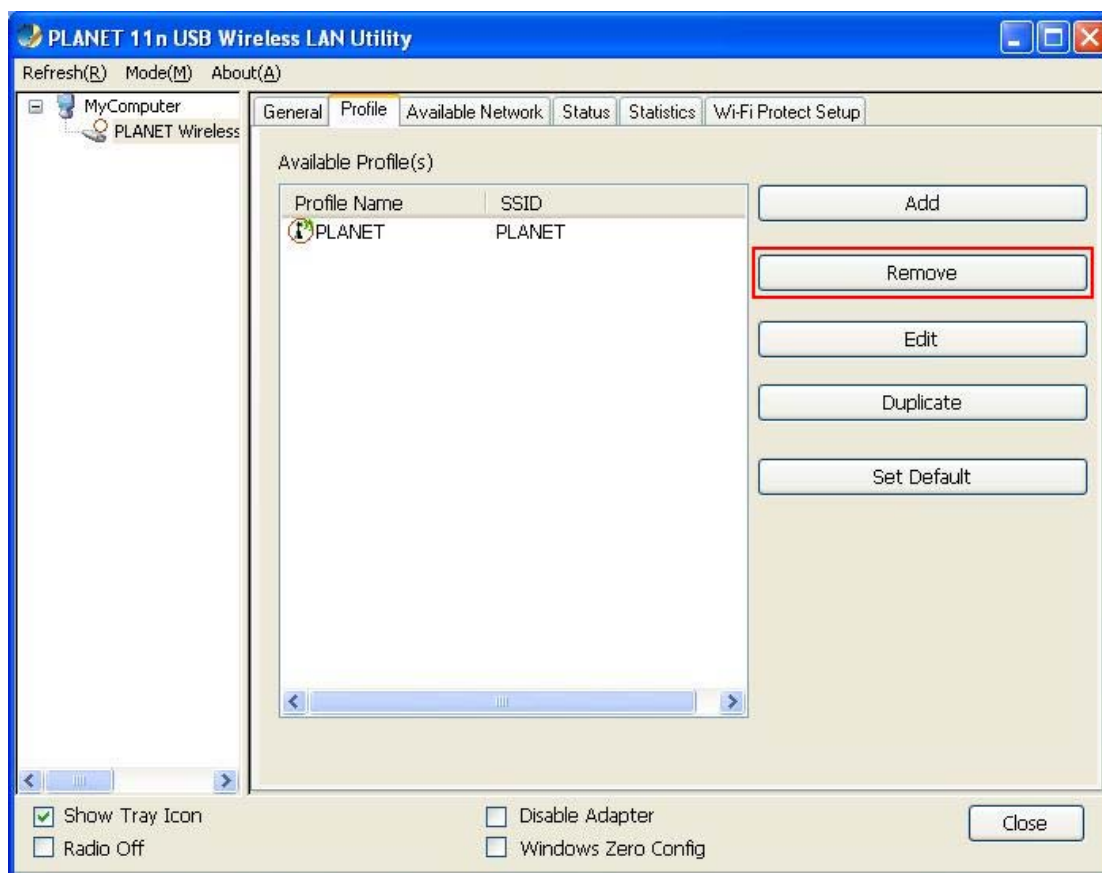 PLANET 11n USB Wireless LAN Utility
Refresh(R) Mode(M) About(A)
MyComputer
PLANET Wireless
General Profile Available Network Status Statistics Wi-Fi Protect Setup
Available Profile(s)
Profile Name SSID
PLANET PLANET
Add
Remove
Edit
Duplicate
Set Default
Show Tray Icon
Radio Off
Disable Adapter
Windows Zero Config
Close